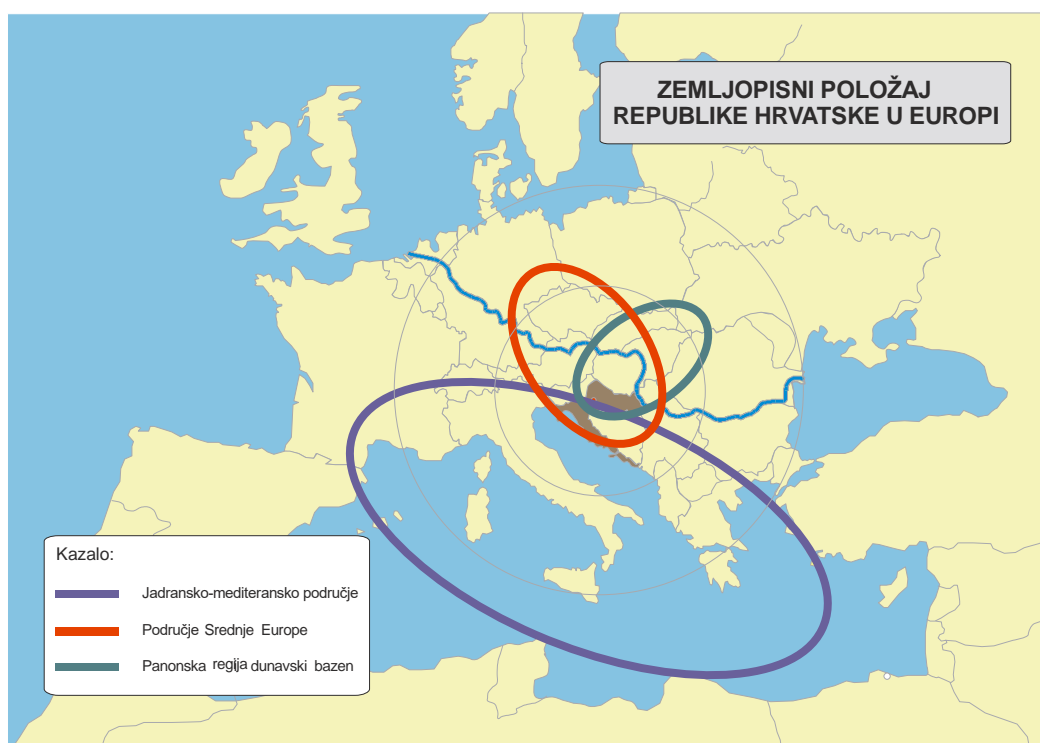 ZEMLJOPISNI POLOŽAJ
REPUBLIKE HRVATSKE U EUROPI
Kazalo:
Jadransko-mediteransko područje
Područje Srednje Europe
Panonska regija dunavski bazen